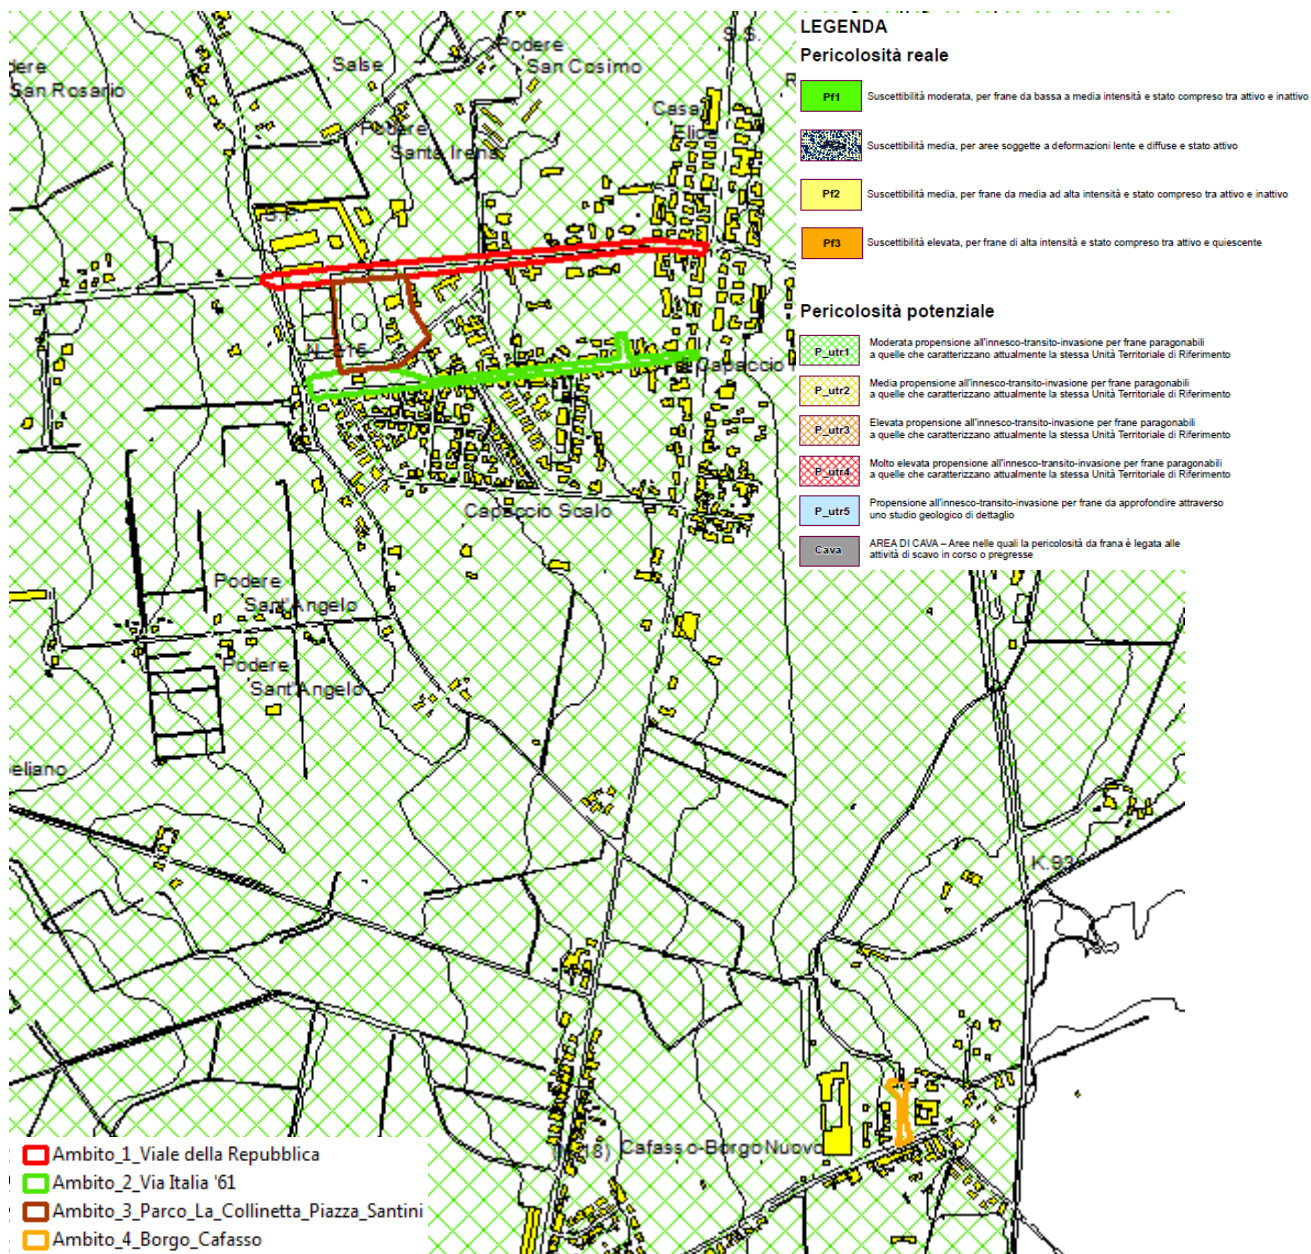 LEGENDA
Pericolosità reale
Pf1
Suscettibilità moderata, per frane da bassa a media intensità e stato compreso tra attivo e inattivo
Suscettibilità media, per aree soggette a deformazioni lente e diffuse e stato attivo
Pf2
Suscettibilità media, per frane da media ad alta intensità e stato compreso tra attivo e inattivo
Pf3
Suscettibilità elevata, per frane di alta intensità e stato compreso tra attivo e quiescente
Pericolosità potenziale
P_utr1
Moderata propensione all'innesco-transito-invasione per frane paragonabili
a quelle che caratterizzano attualmente la stessa Unità Territoriale di Riferimento
P_utr2
Media propensione all'innesco-transito-invasione per frane paragonabili
a quelle che caratterizzano attualmente la stessa Unità Territoriale di Riferimento
P_utr3
Elevata propensione all'innesco-transito-invasione per frane paragonabili
a quelle che caratterizzano attualmente la stessa Unità Territoriale di Riferimento
P_utr4
Molto elevata propensione all'innesco-transito-invasione per frane paragonabili
a quelle che caratterizzano attualmente la stessa Unità Territoriale di Riferimento
P_utr5
Propensione all'innesco-transito-invasione per frane da approfondire attraverso
uno studio geologico di dettaglio
Cava
AREA DI CAVA – Aree nelle quali la pericolosità da frana è legata alle
attività di scavo in corso o pregresse
S.S.
Podere
San Cosimo
Salse
dere
San Rosario
Casa
Elice
Podere
Santa Irena
S.P.
Capaccio
Capaccio Scalo
Podere
Sant'Angelo
Podere
Sant'Angelo
eliano
K.93
18) Cafasso-Borgo Nuovo
Ambito_1_Viale della Repubblica
Ambito_2_Via Italia '61
Ambito_3_Parco_La_Collinetta_Piazza_Santini
Ambito_4_Borgo_Cafasso